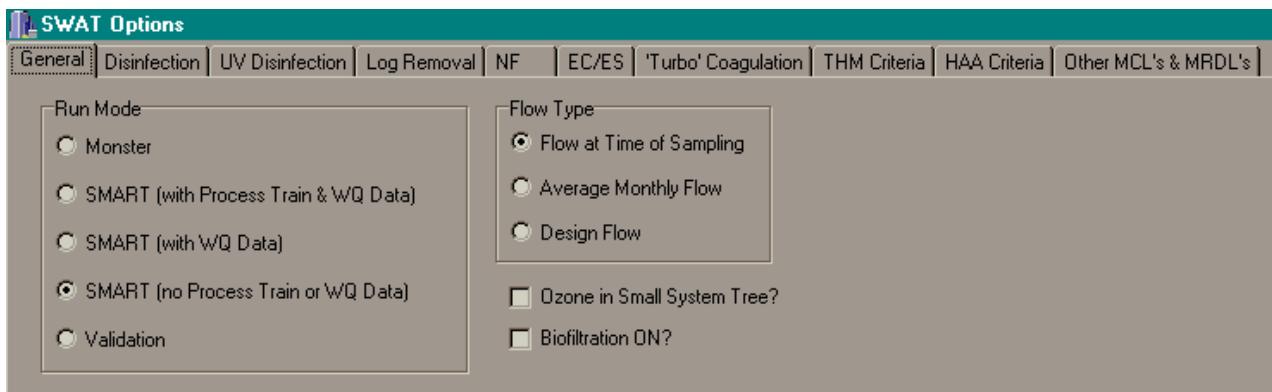 SWAT Options
General Disinfection UV Disinfection Log Removal NF EC/ES 'Turbo' Coagulation THM Criteria HAA Criteria Other MCL's & MRDL's
Run Mode
Monster
SMART (with Process Train & WQ Data)
SMART (with WQ Data)
SMART (no Process Train or WQ Data)
Validation
Flow Type
Flow at Time of Sampling
Average Monthly Flow
Design Flow
Ozone in Small System Tree?
Biofiltration ON?